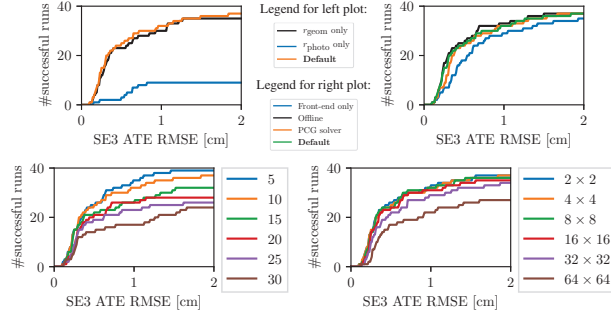 40
20
0
0
1
2
#successful runs
SE3 ATE RMSE [cm]
Legend for left plot:
r_geom only
r_photo only
Default
Legend for right plot:
Front-end only
Offline
PCG solver
Default
40
20
0
0
1
2
#successful runs
SE3 ATE RMSE [cm]
40
20
0
0
1
2
#successful runs
SE3 ATE RMSE [cm]
5
10
15
20
25
30
40
20
0
0
1
2
#successful runs
SE3 ATE RMSE [cm]
2 × 2
4 × 4
8 × 8
16 × 16
32 × 32
64 × 64